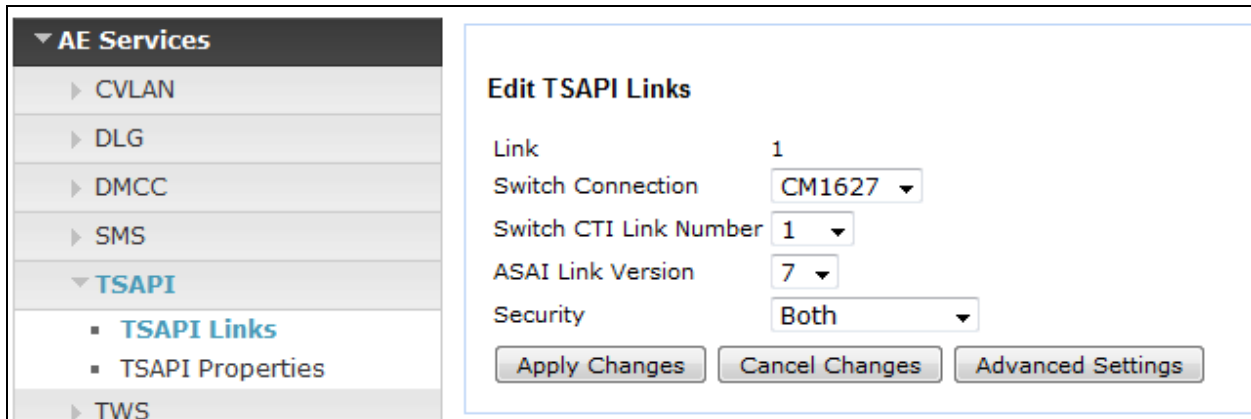 AE Services
CVLAN
DLG
DMCC
SMS
TSAPI
TSAPI Links
TSAPI Properties
TWS
Edit TSAPI Links
Link 1
Switch Connection CM1627
Switch CTI Link Number 1
ASAI Link Version 7
Security Both
Apply Changes Cancel Changes Advanced Settings